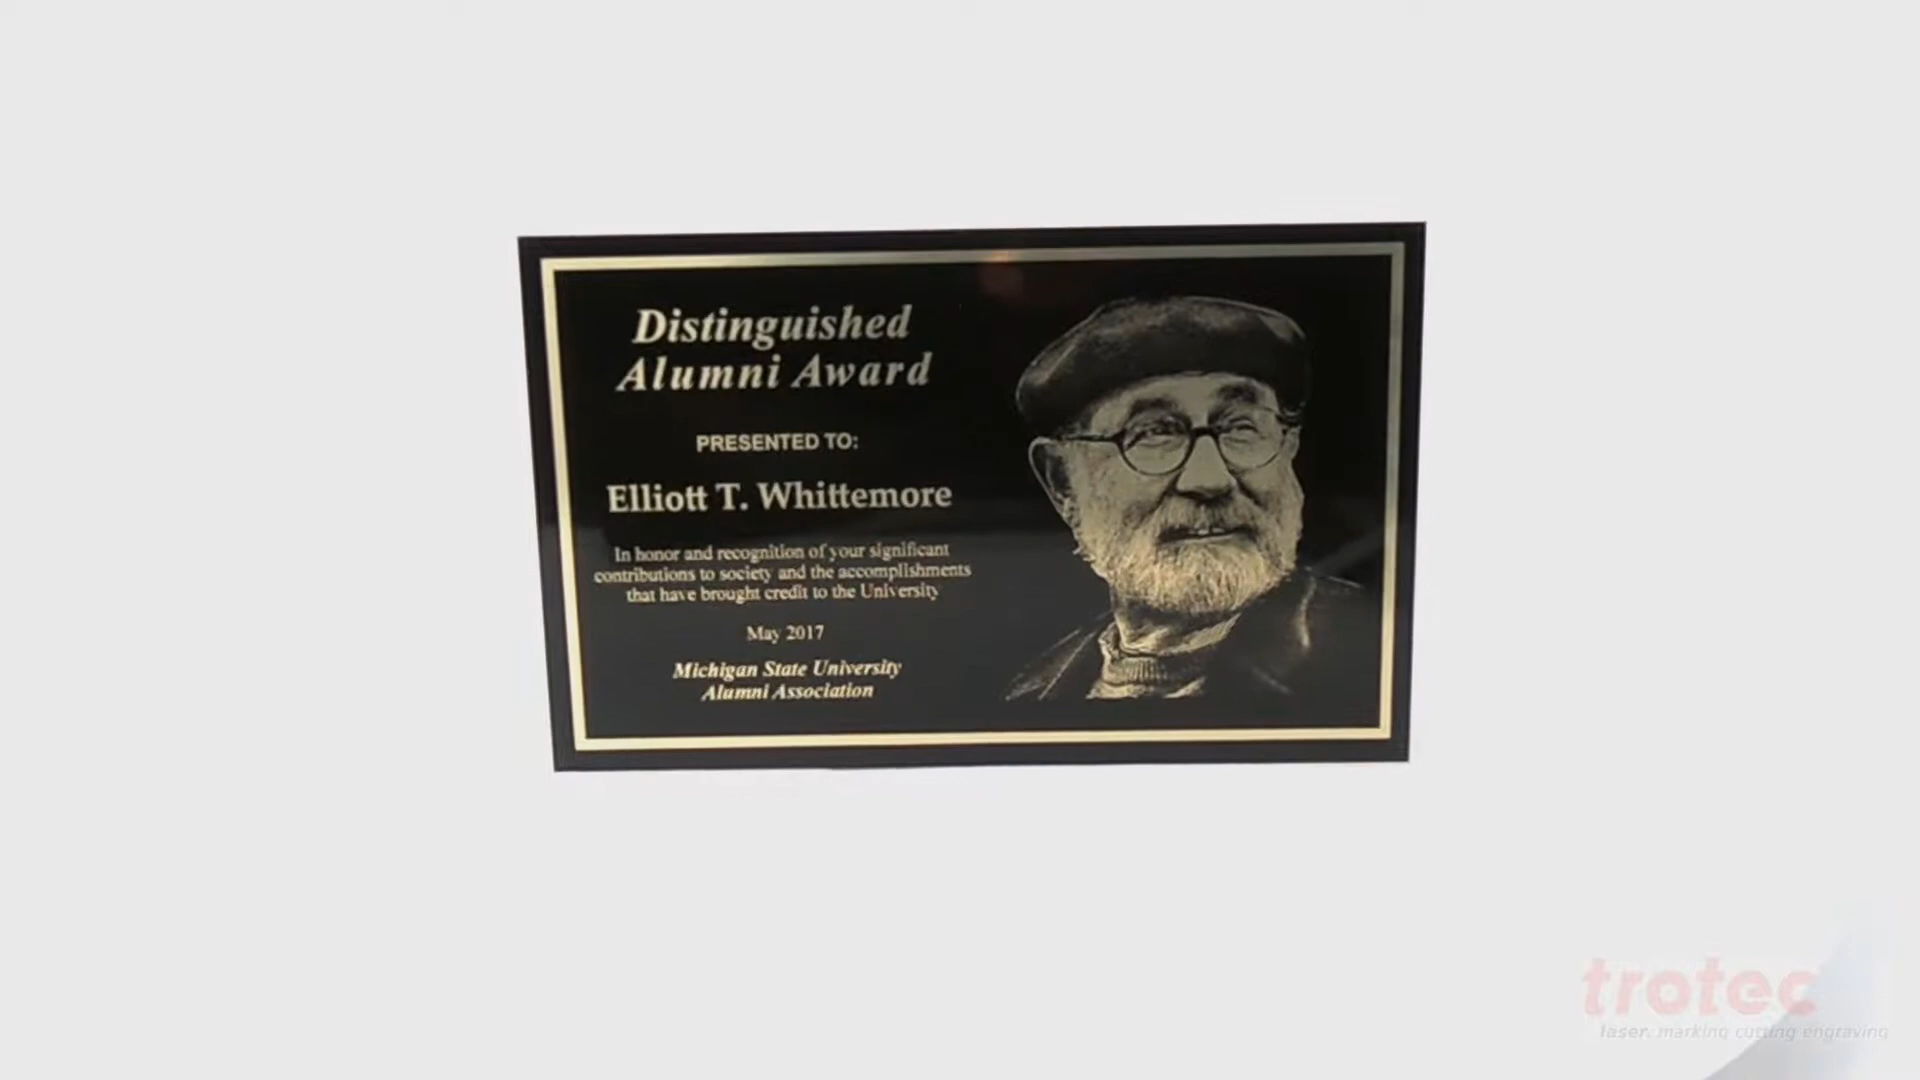 Distinguished
Alumni Award
PRESENTED TO:
Elliott T. Whittemore
In honor and recognition of your significant
contributions to society and the accomplishments
that have brought credit to the University
May 2017
Michigan State University
Alumni Association
trotec
laser. marking cutting engraving